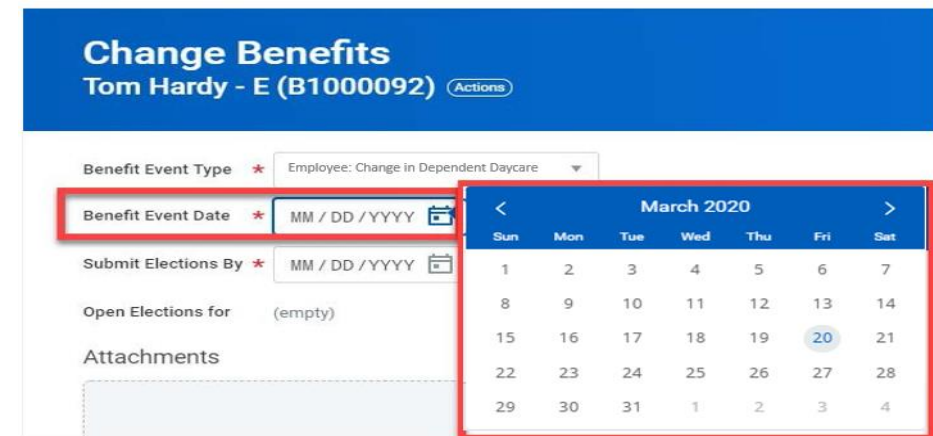 Change Benefits
Tom Hardy - E (B1000092) Actions
Benefit Event Type * Employee: Change in Dependent Daycare
Benefit Event Date * MM / DD / YYYY
Submit Elections By * MM / DD / YYYY
Open Elections for (empty)
Attachments
< March 2020 >
Sun Mon Tue Wed Thu Fri Sat
1 2 3 4 5 6 7
8 9 10 11 12 13 14
15 16 17 18 19 20 21
22 23 24 25 26 27 28
29 30 31 1 2 3 4